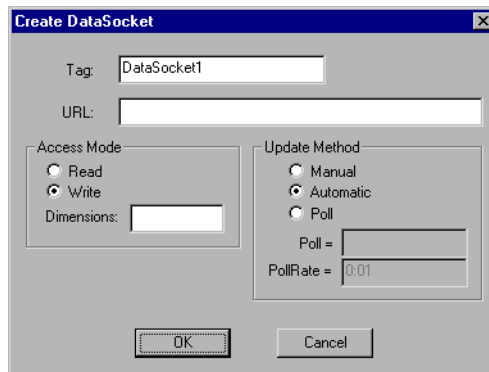 Create DataSocket
Tag: DataSocket1
URL:
Access Mode
Read
Write
Dimensions:
Update Method
Manual
Automatic
Poll
Poll =
PollRate = 0:01
OK
Cancel